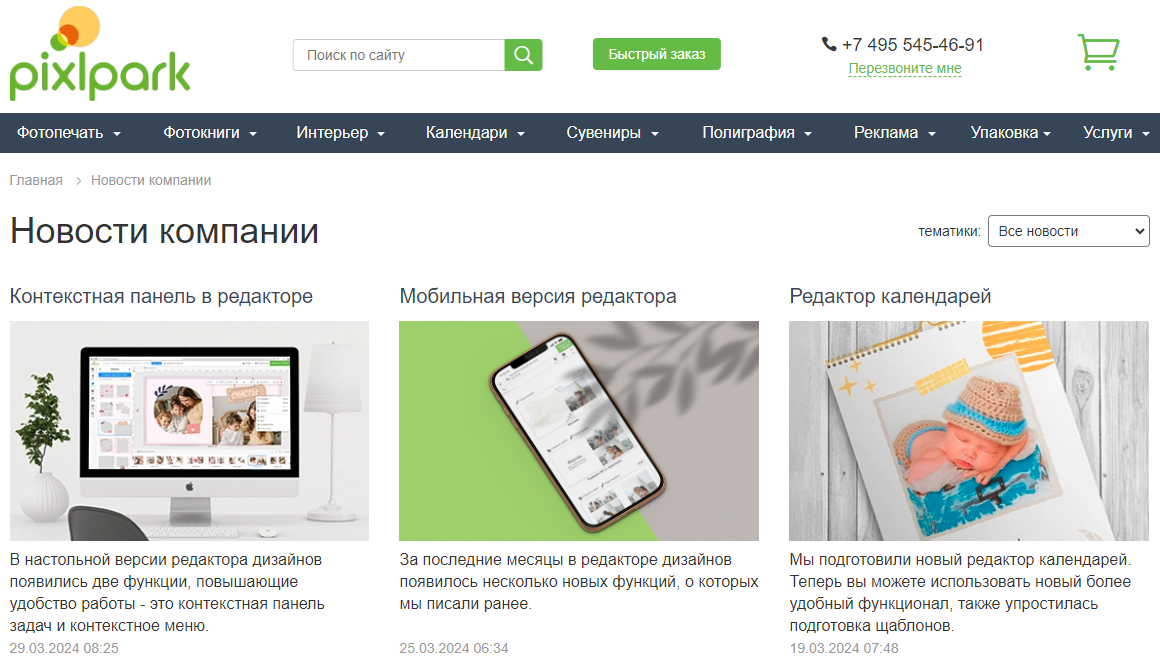 pixlpark
Поиск по сайту
Быстрый заказ
+7 495 545-46-91
Перезвоните мне
Фотопечать
Фотокниги
Интерьер
Календари
Сувениры
Полиграфия
Реклама
Упаковка
Услуги
Главная
Новости компании
Новости компании
тематики:
Все новости
Контекстная панель в редакторе
В настольной версии редактора дизайнов
появились две функции, повышающие
удобство работы - это контекстная панель
задач и контекстное меню.
29.03.2024 08:25
Мобильная версия редактора
За последние месяцы в редакторе дизайнов
появилось несколько новых функций, о которых
мы писали ранее.
25.03.2024 06:34
Редактор календарей
Мы подготовили новый редактор календарей.
Теперь вы можете использовать новый более
удобный функционал, также упростилась
подготовка шаблонов.
19.03.2024 07:48